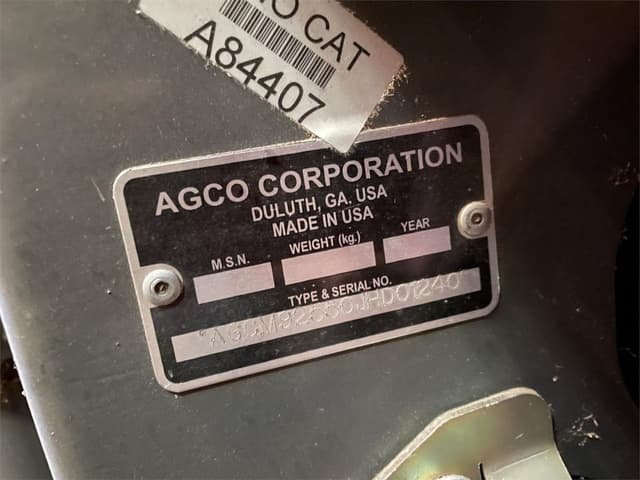 O CAT
A84407
AGCO CORPORATION
DULUTH, GA. USA
MADE IN USA
M.S.N.
WEIGHT (kg.)
YEAR
TYPE & SERIAL NO.